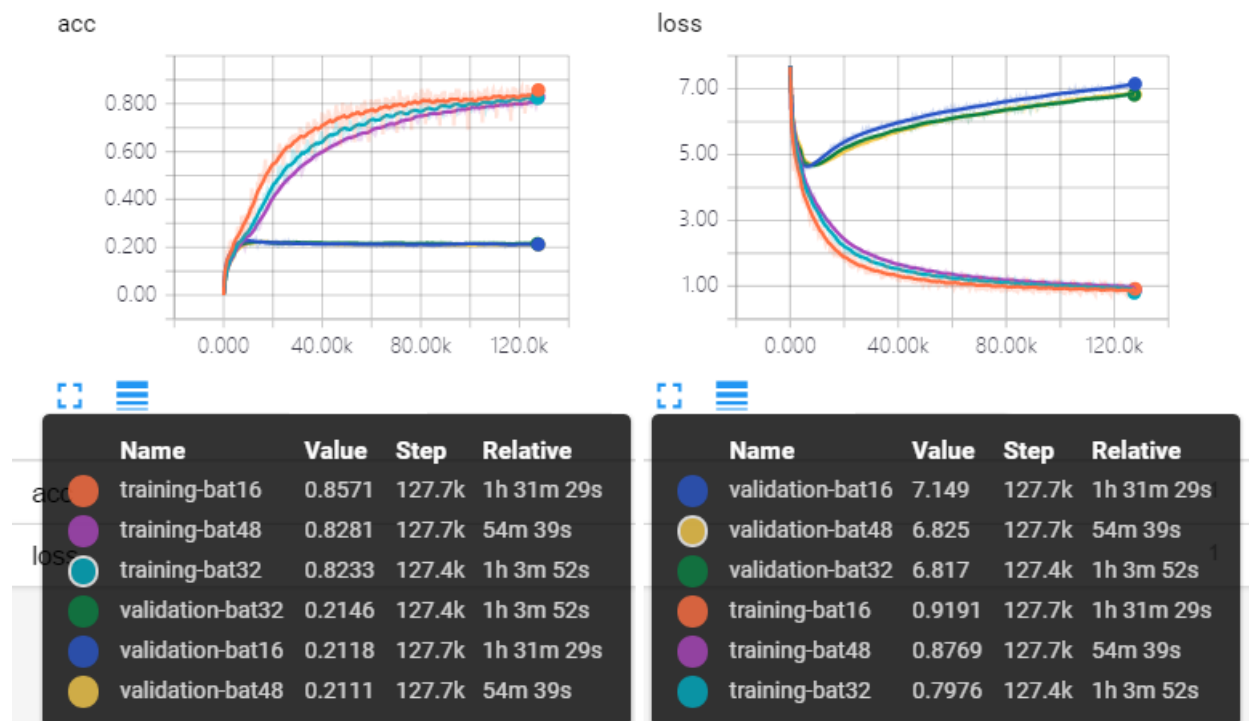 acc
0.800
0.600
0.400
0.200
0.00
0.000 40.00k 80.00k 120.0k
loss
7.00
5.00
3.00
1.00
0.000 40.00k 80.00k 120.0k
acc
loss
Name Value Step Relative
training-bat16 0.8571 127.7k 1h 31m 29s
training-bat48 0.8281 127.7k 54m 39s
training-bat32 0.8233 127.4k 1h 3m 52s
validation-bat32 0.2146 127.4k 1h 3m 52s
validation-bat16 0.2118 127.7k 1h 31m 29s
validation-bat48 0.2111 127.7k 54m 39s
Name Value Step Relative
validation-bat16 7.149 127.7k 1h 31m 29s
validation-bat48 6.825 127.7k 54m 39s
validation-bat32 6.817 127.4k 1h 3m 52s
training-bat16 0.9191 127.7k 1h 31m 29s
training-bat48 0.8769 127.7k 54m 39s
training-bat32 0.7976 127.4k 1h 3m 52s
1